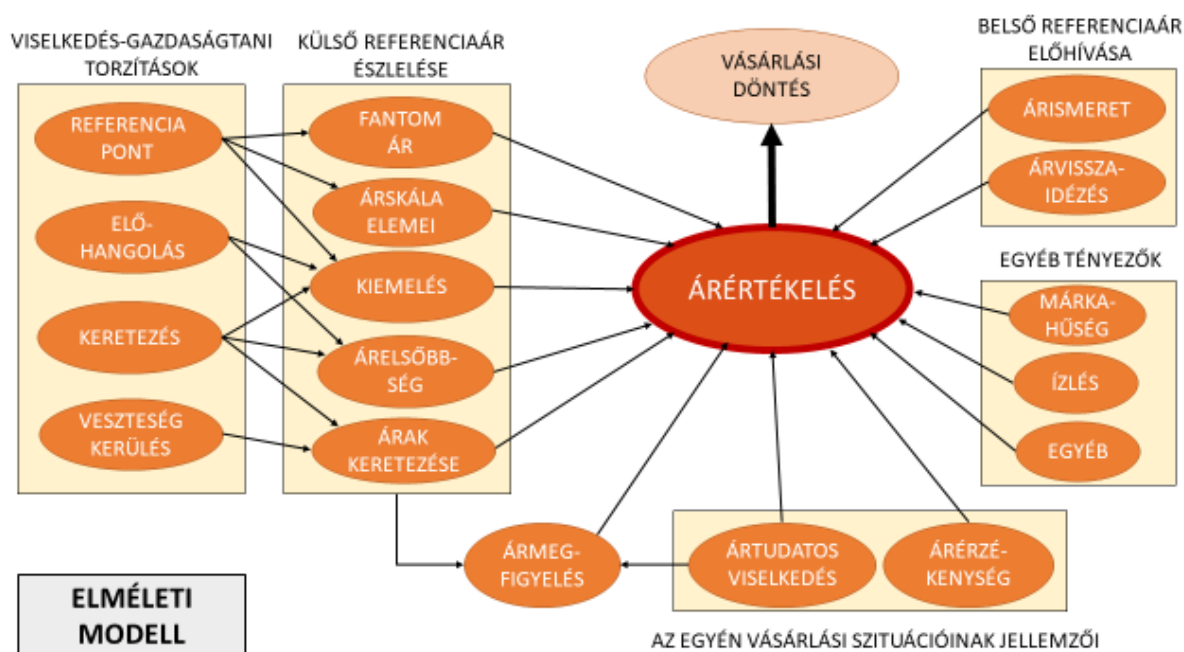 VISELKEDÉS-GAZDASÁGTANI
TORZÍTÁSOK
REFERENCIA
PONT
ELŐ-
HANGOLÁS
KERETEZÉS
VESZTESÉG
KERÜLÉS
KÜLSŐ REFERENCIAÁR
ÉSZLELÉSE
FANTOM
ÁR
ÁRSKÁLA
ELEMEI
KIEMELÉS
ÁRELSŐBB-
SÉG
ÁRAK
KERETEZÉSE
VÁSÁRLÁSI
DÖNTÉS
ÁRÉRTÉKELÉS
BELSŐ REFERENCIAÁR
ELŐHÍVÁSA
ÁRISMERET
ÁRVISSZA-
IDÉZÉS
EGYÉB TÉNYEZŐK
MÁRKA-
HŰSÉG
ÍZLÉS
EGYÉB
ÁRMEG-
FIGYELÉS
ÁRTUDATOS
VISELKEDÉS
ÁRÉRZÉ-
KENYSÉG
AZ EGYÉN VÁSÁRLÁSI SZITUÁCIÓINAK JELLEMZŐI
ELMÉLETI
MODELL